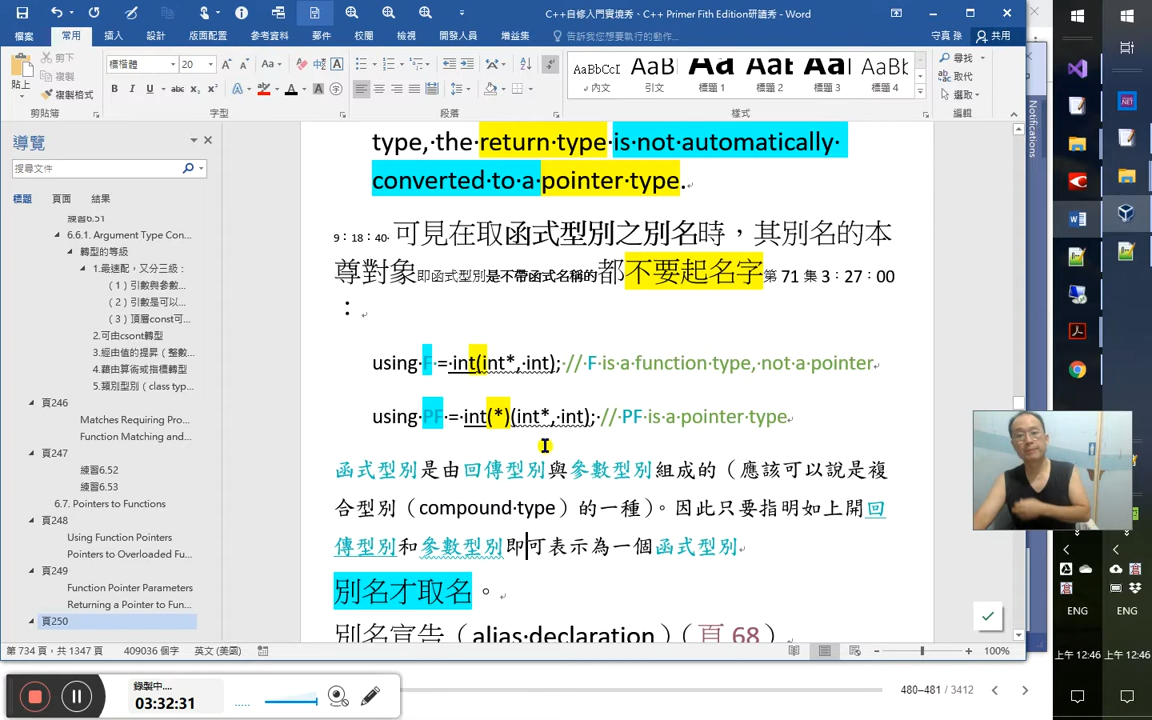 C++自修入門實境秀、C++ Primer Fith Edition研讀秀 - Word
檔案 常用 插入 設計 版面配置 參考資料 郵件 校閱 檢視 開發人員 增益集 告訴我您想要執行的動作... 守真 孫 共用
貼上 剪下 複製 複製格式
標楷體 20
AaBbCcI AaBbC AaBbC AaB AaBb AaB AaBbC
內文 引文 標題 1 標題 2 標題 3 標題 4
尋找 取代 選取
剪貼簿 字型 段落 樣式 編輯
導覽
搜尋文件
標題 頁面 結果
練習6.51
6.6.1. Argument Type Con...
轉型的等級
1.最速配，又分三級：
（1）引數與參數...
（2）引數是可以...
（3）頂層const可...
2.可由csont轉型
3.經由值的提昇（整數...
4.藉由算術或指標轉型
5.類別型別（class typ...
頁246
Matches Requiring Pro...
Function Matching and...
頁247
練習6.52
練習6.53
6.7. Pointers to Functions
頁248
Using Function Pointers
Pointers to Overloaded Fu...
頁249
Function Pointer Parameters
Returning a Pointer to Fun...
頁250
type, the return type is not automatically
converted to a pointer type.
9：18：40 可見在取函式型別之別名時，其別名的本
尊對象即函式型別是不帶函式名稱的都不要起名字第 71 集 3：27：00
：
using F = int(int*, int); // F is a function type, not a pointer
using PF = int(*)(int*, int); // PF is a pointer type
函式型別是由回傳型別與參數型別組成的（應該可以說是複
合型別（compound type）的一種）。因此只要指明如上開回
傳型別和參數型別即可表示為一個函式型別
別名才取名。
別名宣告（alias declaration）（頁 68）
Notifications
第 734 頁，共 1347 頁 409036 個字 英文 (美國) 100%
錄製中....
03:32:31
480–481 / 3412
ENG ENG
上午 12:46 上午 12:46